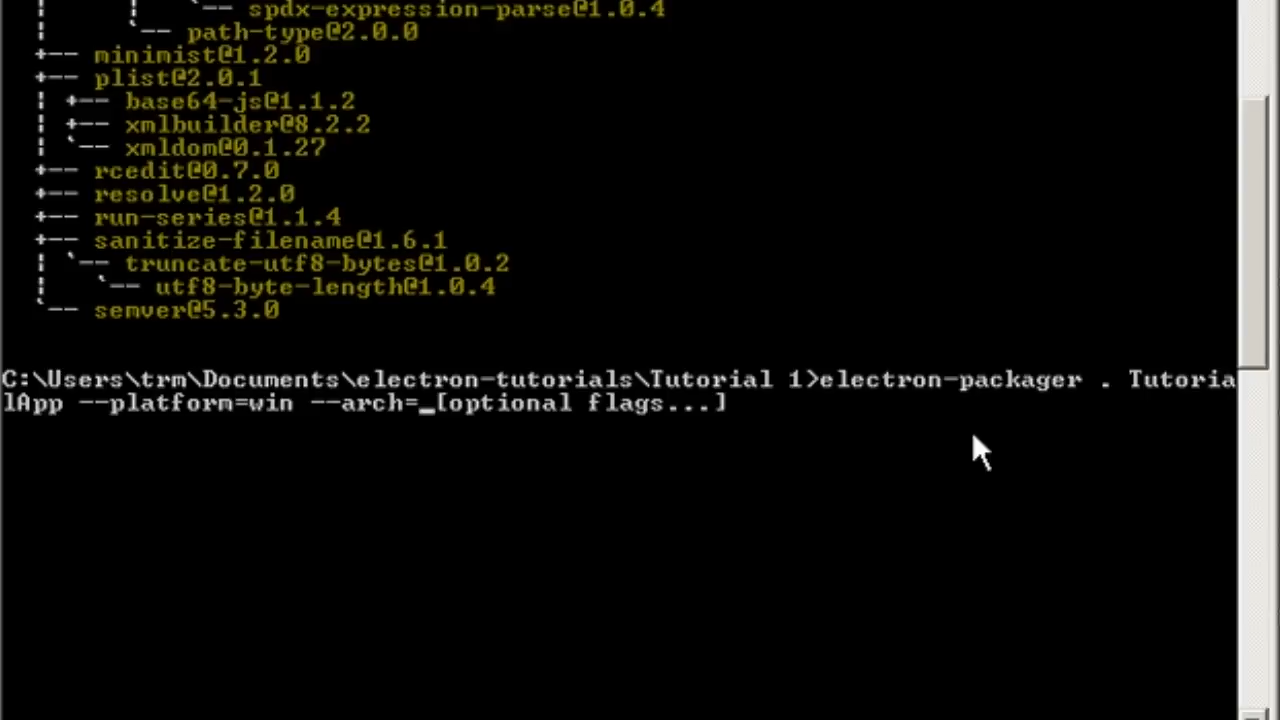 ¦ ¦ `-- spdx-expression-parse@1.0.4
¦ `-- path-type@2.0.0
+-- minimist@1.2.0
+-- plist@2.0.1
¦ +-- base64-js@1.1.2
¦ +-- xmlbuilder@8.2.2
¦ `-- xmldom@0.1.27
+-- rcedit@0.7.0
+-- resolve@1.2.0
+-- run-series@1.1.4
+-- sanitize-filename@1.6.1
¦ `-- truncate-utf8-bytes@1.0.2
¦ `-- utf8-byte-length@1.0.4
`-- semver@5.3.0
C:\Users\trm\Documents\electron-tutorials\Tutorial 1>electron-packager . Tutoria
lApp --platform=win --arch=_[optional flags...]